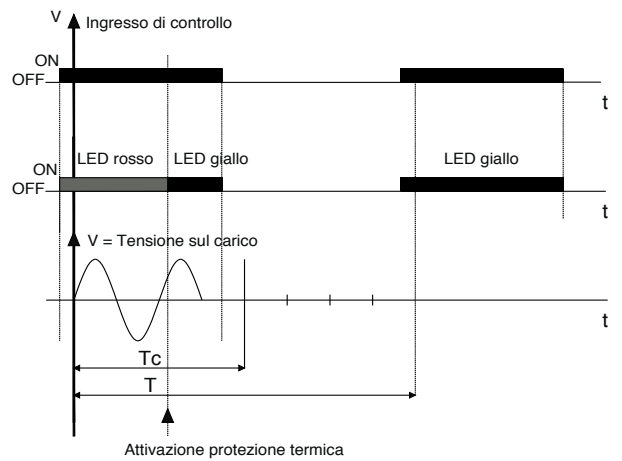 V
Ingresso di controllo
ON
OFF
t
LED rosso
LED giallo
LED giallo
ON
OFF
t
V = Tensione sul carico
t
Tc
T
Attivazione protezione termica